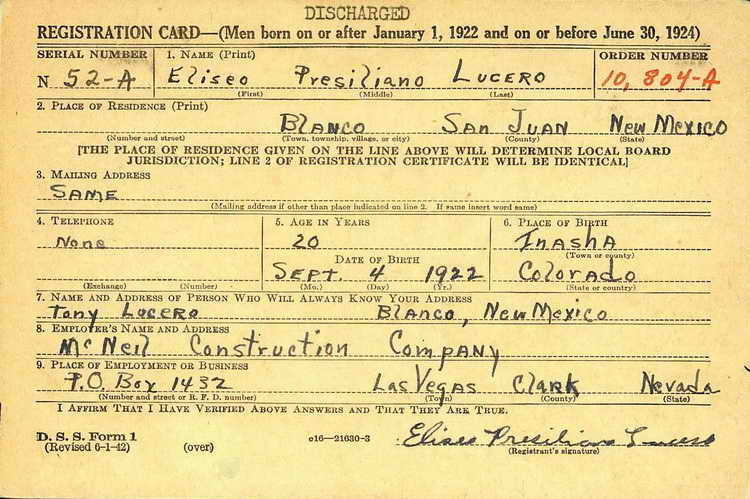 DISCHARGED
REGISTRATION CARD—(Men born on or after January 1, 1922 and on or before June 30, 1924)
SERIAL NUMBER 1. NAME (Print) ORDER NUMBER
N 52-A Eliseo Presiliano Lucero 10,804-A
(First) (Middle) (Last)
2. PLACE OF RESIDENCE (Print)
Blanco San Juan New Mexico
(Number and street) (Town, township, village, or city) (County) (State)
[THE PLACE OF RESIDENCE GIVEN ON THE LINE ABOVE WILL DETERMINE LOCAL BOARD
JURISDICTION; LINE 2 OF REGISTRATION CERTIFICATE WILL BE IDENTICAL]
3. MAILING ADDRESS
SAME
(Mailing address if other than place indicated on line 2. If same insert word same)
4. TELEPHONE 5. AGE IN YEARS 6. PLACE OF BIRTH
None 20 Inasha
(Town or county)
DATE OF BIRTH
Sept. 4 1922 Colorado
(Exchange) (Number) (Mo.) (Day) (Yr.) (State or country)
7. NAME AND ADDRESS OF PERSON WHO WILL ALWAYS KNOW YOUR ADDRESS
Tony Lucero Blanco, New Mexico
8. EMPLOYER'S NAME AND ADDRESS
McNeil Construction Company
9. PLACE OF EMPLOYMENT OR BUSINESS
P.O. Box 1432 Las Vegas Clark Nevada
(Number and street or R. F. D. number) (Town) (County) (State)
I AFFIRM THAT I HAVE VERIFIED ABOVE ANSWERS AND THAT THEY ARE TRUE.
D. S. S. Form 1
(Revised 6-1-42) (over) c16—21630-3 Eliseo Presiliano Lucero
(Registrant's signature)